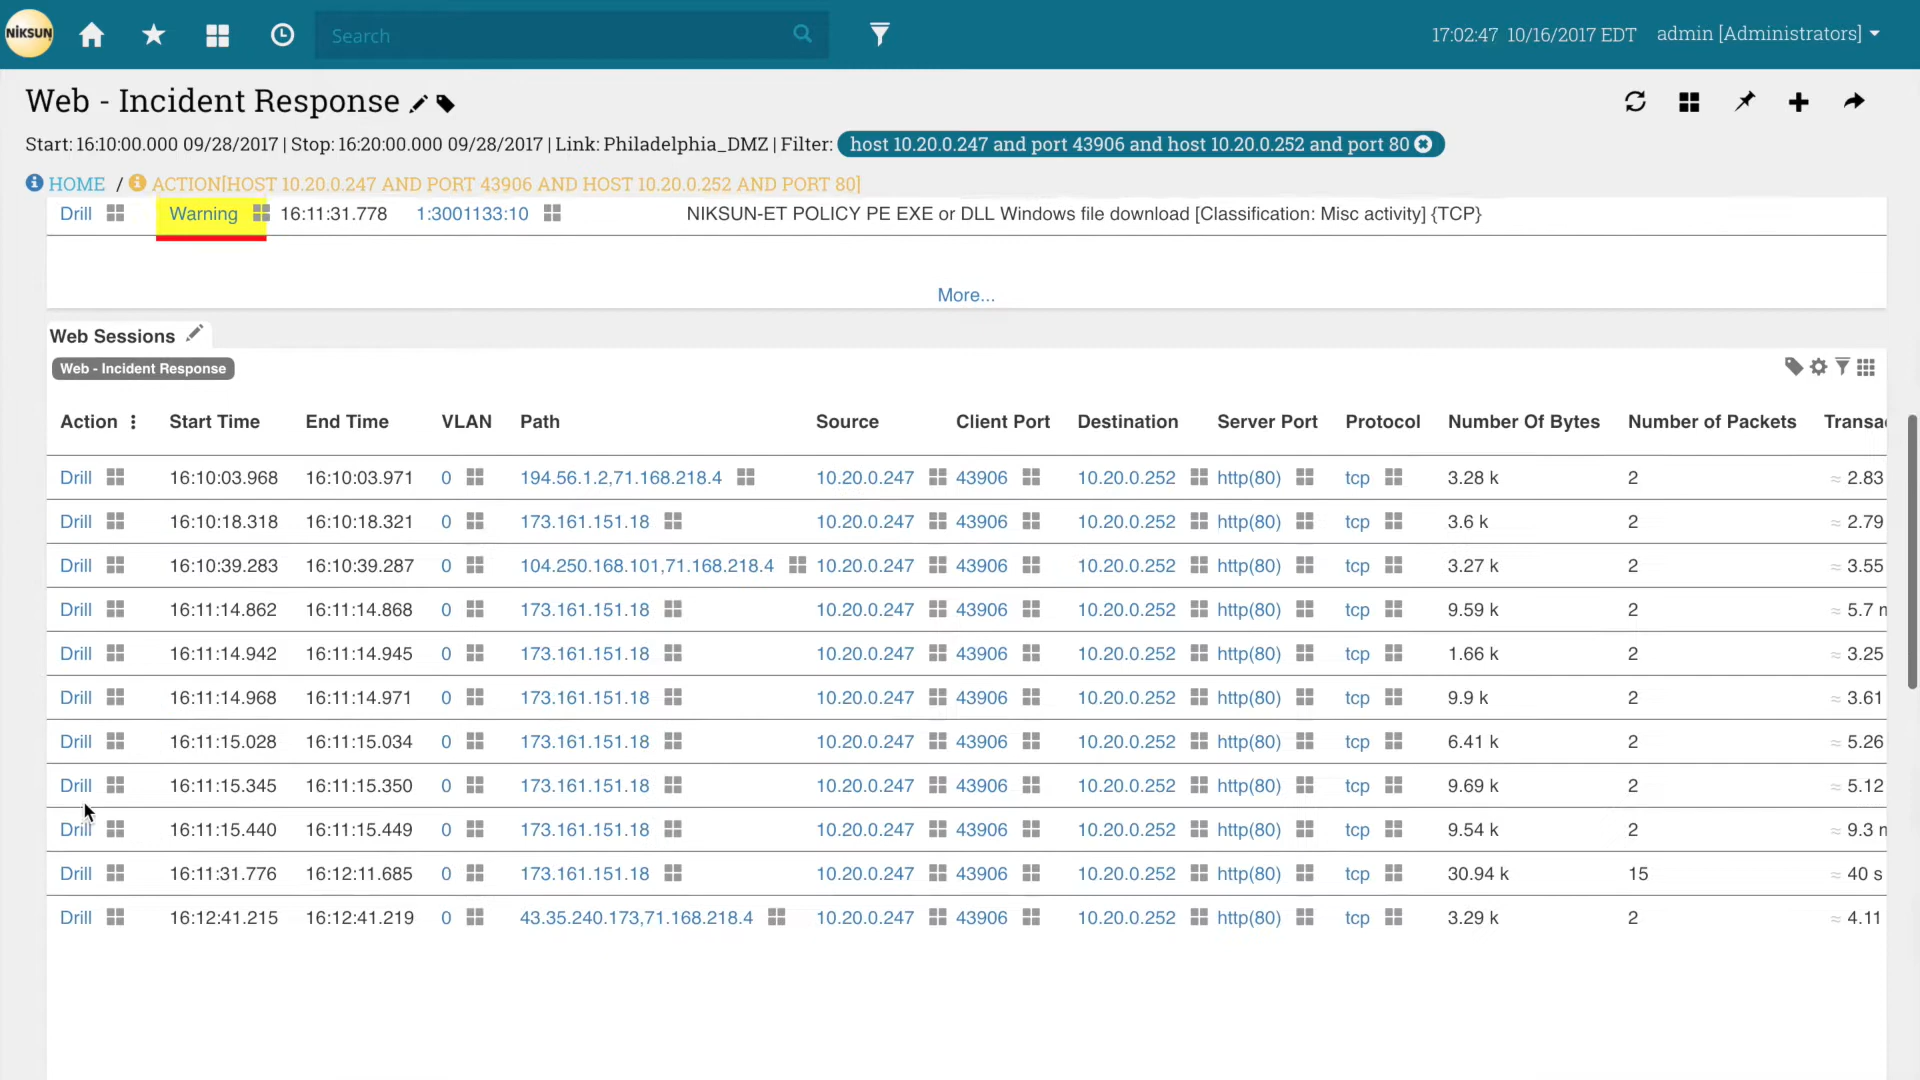 NIKSUN Search 17:02:47 10/16/2017 EDT admin [Administrators]
Web - Incident Response
Start: 16:10:00.000 09/28/2017 | Stop: 16:20:00.000 09/28/2017 | Link: Philadelphia_DMZ | Filter: host 10.20.0.247 and port 43906 and host 10.20.0.252 and port 80
HOME / ACTION[HOST 10.20.0.247 AND PORT 43906 AND HOST 10.20.0.252 AND PORT 80]
Drill Warning 16:11:31.778 1:3001133:10 NIKSUN-ET POLICY PE EXE or DLL Windows file download [Classification: Misc activity] {TCP}
More...
Web Sessions
Web - Incident Response
Action Start Time End Time VLAN Path Source Client Port Destination Server Port Protocol Number Of Bytes Number of Packets Transa
Drill 16:10:03.968 16:10:03.971 0 194.56.1.2,71.168.218.4 10.20.0.247 43906 10.20.0.252 http(80) tcp 3.28 k 2 ≈ 2.83
Drill 16:10:18.318 16:10:18.321 0 173.161.151.18 10.20.0.247 43906 10.20.0.252 http(80) tcp 3.6 k 2 ≈ 2.79
Drill 16:10:39.283 16:10:39.287 0 104.250.168.101,71.168.218.4 10.20.0.247 43906 10.20.0.252 http(80) tcp 3.27 k 2 ≈ 3.55
Drill 16:11:14.862 16:11:14.868 0 173.161.151.18 10.20.0.247 43906 10.20.0.252 http(80) tcp 9.59 k 2 ≈ 5.7
Drill 16:11:14.942 16:11:14.945 0 173.161.151.18 10.20.0.247 43906 10.20.0.252 http(80) tcp 1.66 k 2 ≈ 3.25
Drill 16:11:14.968 16:11:14.971 0 173.161.151.18 10.20.0.247 43906 10.20.0.252 http(80) tcp 9.9 k 2 ≈ 3.61
Drill 16:11:15.028 16:11:15.034 0 173.161.151.18 10.20.0.247 43906 10.20.0.252 http(80) tcp 6.41 k 2 ≈ 5.26
Drill 16:11:15.345 16:11:15.350 0 173.161.151.18 10.20.0.247 43906 10.20.0.252 http(80) tcp 9.69 k 2 ≈ 5.12
Drill 16:11:15.440 16:11:15.449 0 173.161.151.18 10.20.0.247 43906 10.20.0.252 http(80) tcp 9.54 k 2 ≈ 9.3
Drill 16:11:31.776 16:12:11.685 0 173.161.151.18 10.20.0.247 43906 10.20.0.252 http(80) tcp 30.94 k 15 ≈ 40 s
Drill 16:12:41.215 16:12:41.219 0 43.35.240.173,71.168.218.4 10.20.0.247 43906 10.20.0.252 http(80) tcp 3.29 k 2 ≈ 4.11